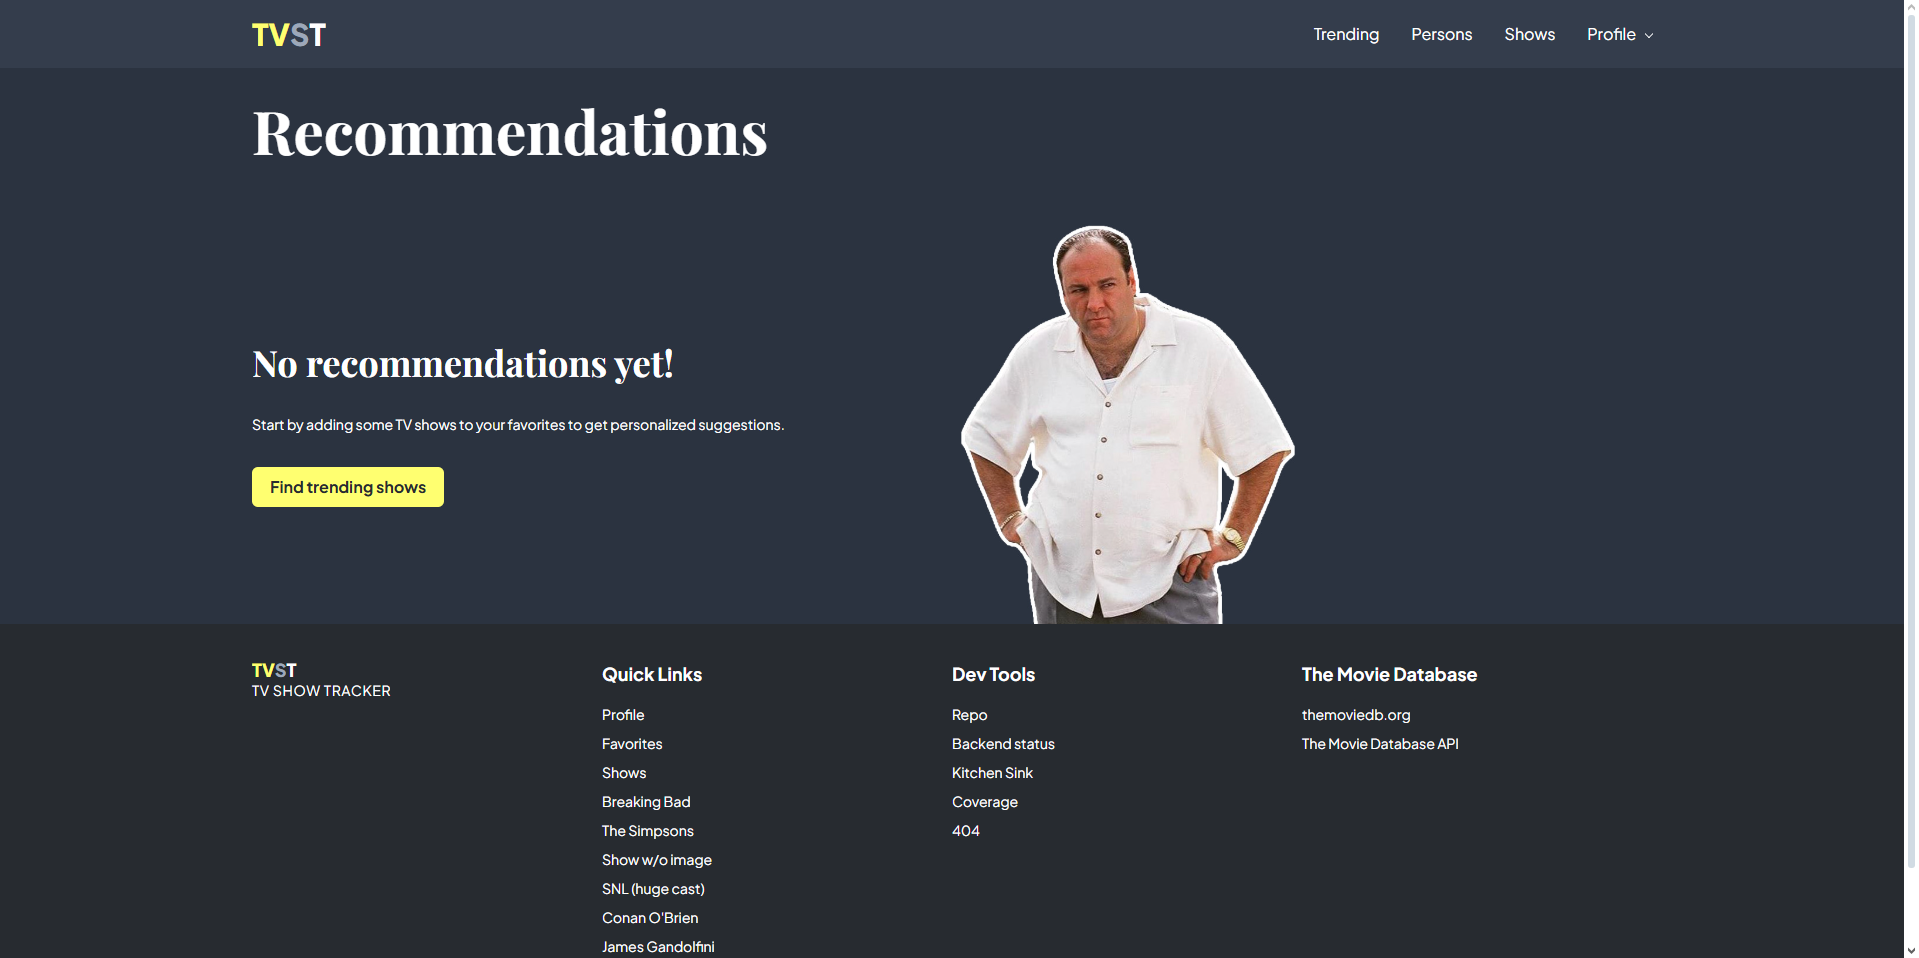 TVST
Trending
Persons
Shows
Profile
Recommendations
No recommendations yet!
Start by adding some TV shows to your favorites to get personalized suggestions.
Find trending shows
TVST
TV SHOW TRACKER
Quick Links
Profile
Favorites
Shows
Breaking Bad
The Simpsons
Show w/o image
SNL (huge cast)
Conan O'Brien
James Gandolfini
Dev Tools
Repo
Backend status
Kitchen Sink
Coverage
404
The Movie Database
themoviedb.org
The Movie Database API